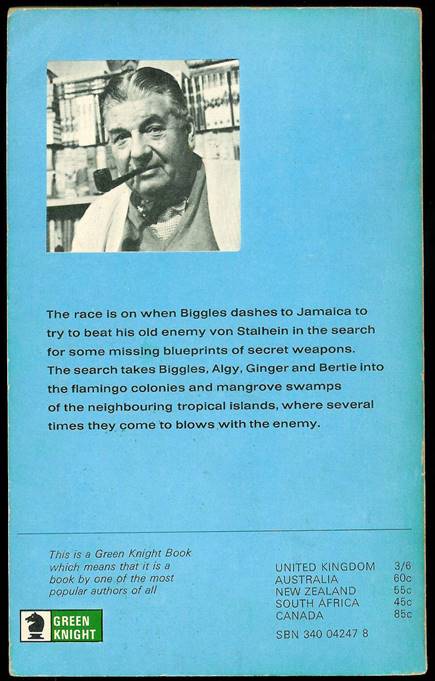 The race is on when Biggles dashes to Jamaica to
try to beat his old enemy von Stalhein in the search
for some missing blueprints of secret weapons.
The search takes Biggles, Algy, Ginger and Bertie into
the flamingo colonies and mangrove swamps
of the neighbouring tropical islands, where several
times they come to blows with the enemy.
This is a Green Knight Book
which means that it is a
book by one of the most
popular authors of all
GREEN
KNIGHT
UNITED KINGDOM 3/6
AUSTRALIA 60c
NEW ZEALAND 55c
SOUTH AFRICA 45c
CANADA 85c
SBN 340 04247 8